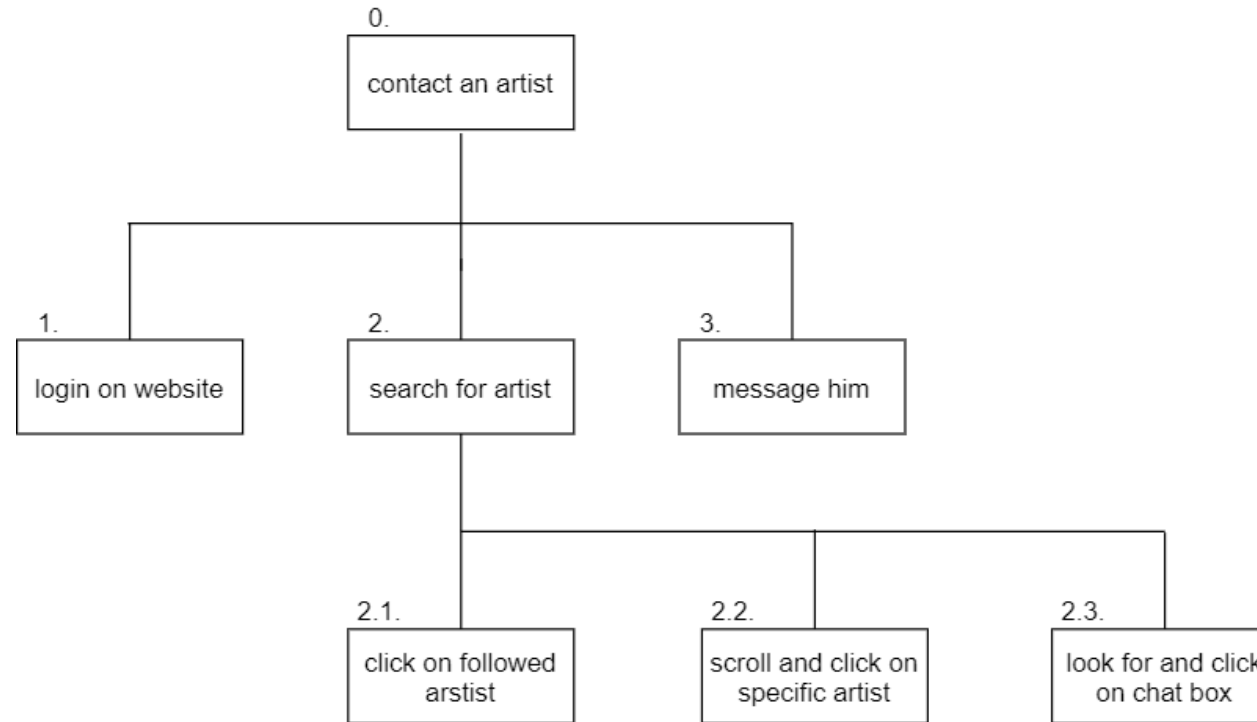 0.
contact an artist
1.
2.
3.
login on website
search for artist
message him
2.1.
2.2.
2.3.
click on followed
arstist
scroll and click on
specific artist
look for and click
on chat box